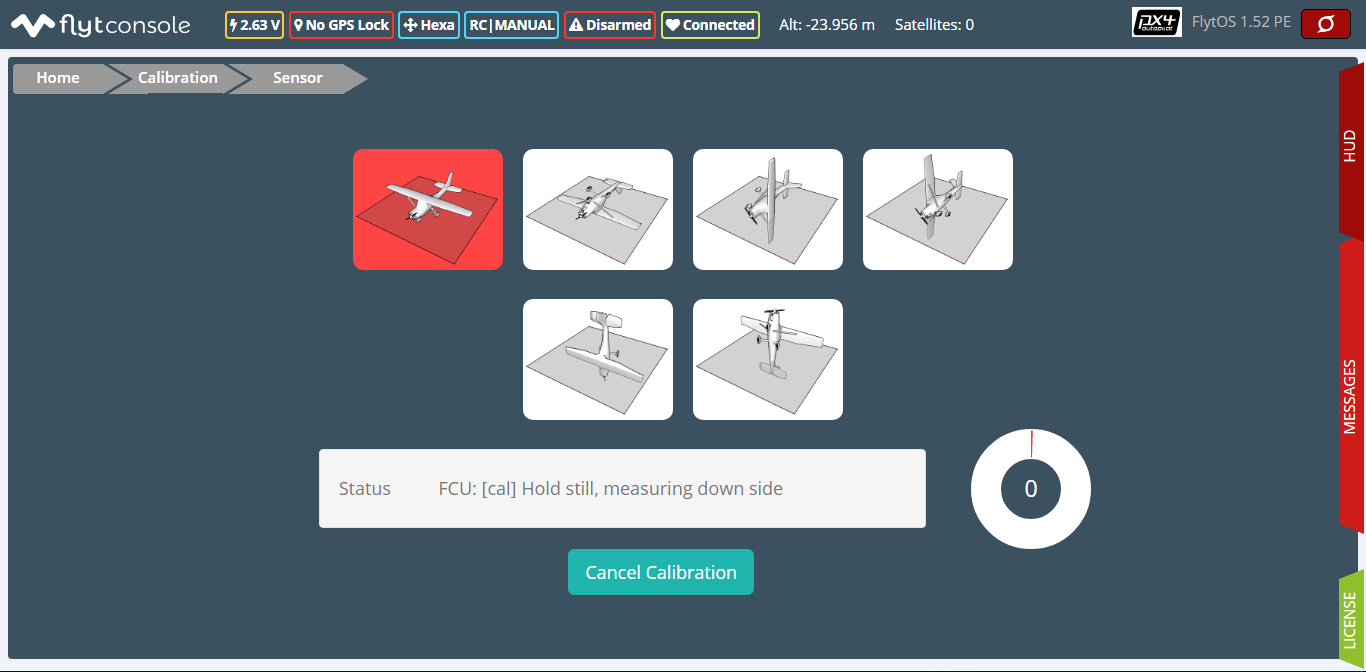 flytconsole
2.63 V
No GPS Lock
Hexa
RC|MANUAL
Disarmed
Connected
Alt: -23.956 m
Satellites: 0
PX4
autopilot
FlytOS 1.52 PE
Home
Calibration
Sensor
HUD
MESSAGES
Status
FCU: [cal] Hold still, measuring down side
0
Cancel Calibration
LICENSE